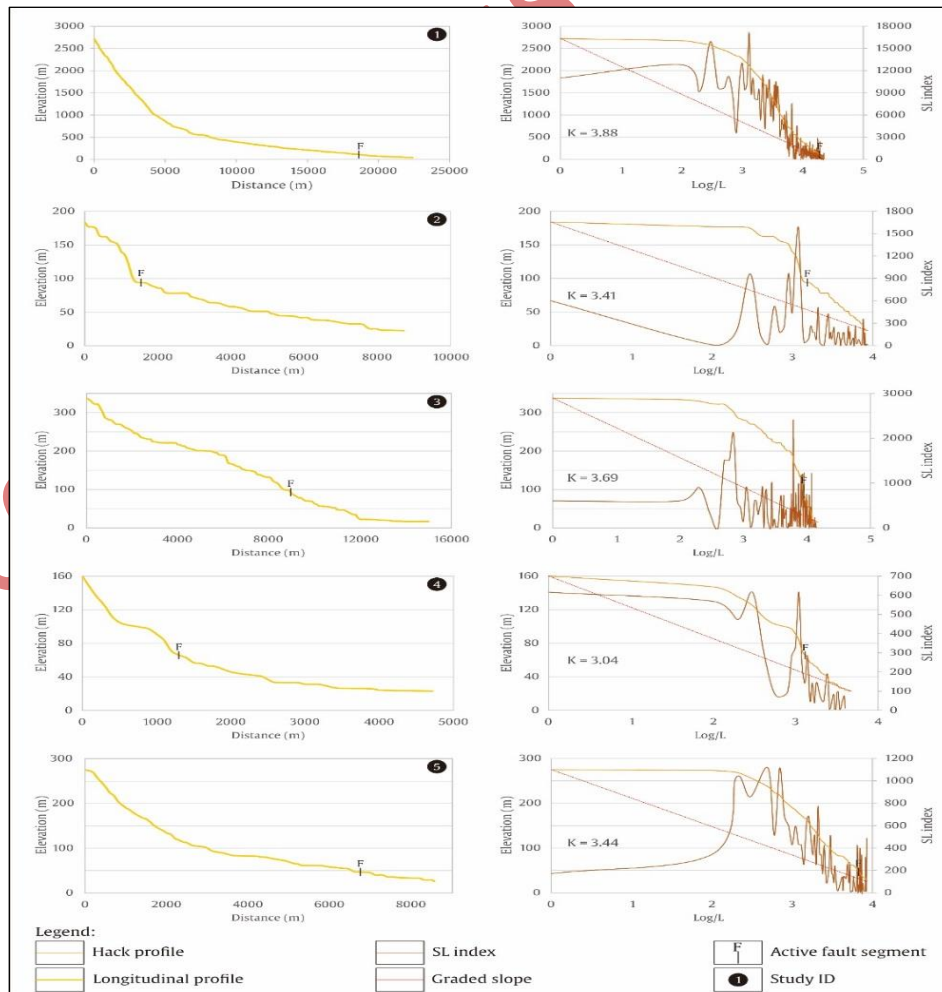 3000
2500
2000
1500
1000
500
0
Elevation (m)
0 5000 10000 15000 20000 25000
Distance (m)
F
1
3000
2500
2000
1500
1000
500
0
Elevation (m)
18000
15000
12000
9000
6000
3000
0
SL index
K = 3.88
F
0 1 2 3 4 5
Log/L
200
150
100
50
0
Elevation (m)
0 2000 4000 6000 8000 10000
Distance (m)
F
2
200
150
100
50
0
Elevation (m)
1800
1500
1200
900
600
300
0
SL index
K = 3.41
F
0 1 2 3 4
Log/L
300
200
100
0
Elevation (m)
0 4000 8000 12000 16000
Distance (m)
F
3
300
200
100
0
Elevation (m)
3000
2000
1000
0
SL index
K = 3.69
F
0 1 2 3 4 5
Log/L
160
120
80
40
0
Elevation (m)
0 1000 2000 3000 4000 5000
Distance (m)
F
4
160
120
80
40
0
Elevation (m)
700
600
500
400
300
200
100
0
SL index
K = 3.04
F
0 1 2 3 4
Log/L
300
200
100
0
Elevation (m)
0 2000 4000 6000 8000
Distance (m)
F
5
300
200
100
0
Elevation (m)
1200
1000
800
600
400
200
0
SL index
K = 3.44
F
0 1 2 3 4
Log/L
Legend:
Hack profile
SL index
F Active fault segment
Longitudinal profile
Graded slope
1 Study ID